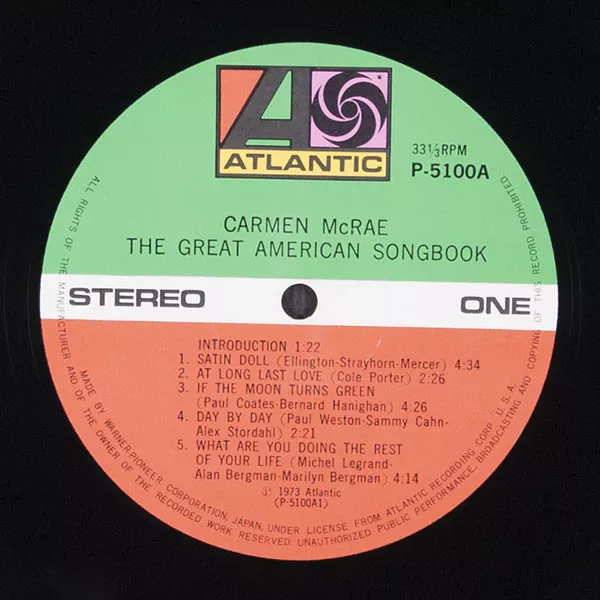 ATLANTIC
33⅓RPM
P-5100A
CARMEN McRAE
THE GREAT AMERICAN SONGBOOK
STEREO
ONE
INTRODUCTION 1:22
1. SATIN DOLL (Ellington-Strayhorn-Mercer) 4:34
2. AT LONG LAST LOVE (Cole Porter) 2:26
3. IF THE MOON TURNS GREEN
(Paul Coates-Bernard Hanighan) 4:26
4. DAY BY DAY (Paul Weston-Sammy Cahn-
Alex Stordahl) 2:21
5. WHAT ARE YOU DOING THE REST
OF YOUR LIFE (Michel Legrand-
Alan Bergman-Marilyn Bergman) 4:14
℗ 1973 Atlantic
(P-5100A1)
MADE BY WARNER-PIONEER CORPORATION, JAPAN, UNDER LICENSE FROM ATLANTIC RECORDING CORP. U.S.A.
ALL RIGHTS OF THE MANUFACTURER AND OF THE OWNER OF THE RECORDED WORK RESERVED. UNAUTHORIZED PUBLIC PERFORMANCE, BROADCASTING AND COPYING OF THIS RECORD PROHIBITED.